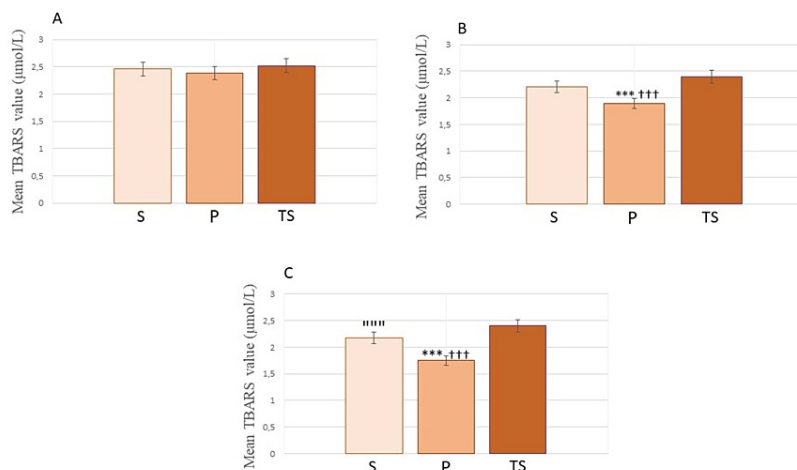 A
Mean TBARS value (μmol/L)
3
2,5
2
1,5
1
0,5
0
S P TS
B
Mean TBARS value (μmol/L)
3
2,5
2
1,5
1
0,5
0
*** †††
S P TS
C
Mean TBARS value (μmol/L)
3
2,5
2
1,5
1
0,5
0
"""
*** †††
S P TS